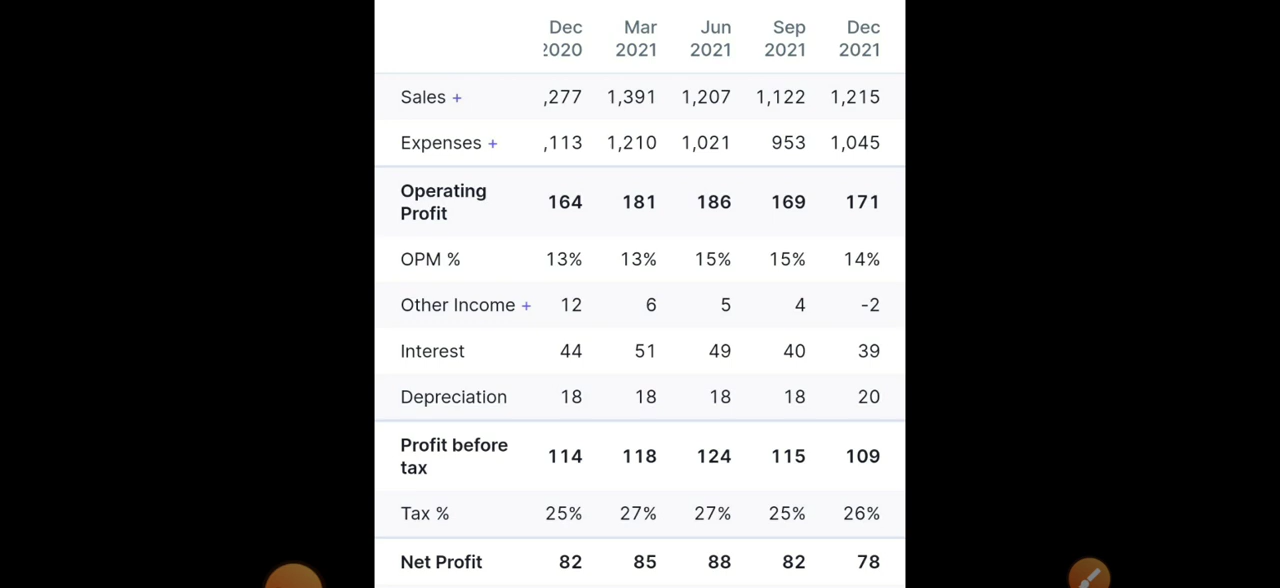 Dec Mar Jun Sep Dec
2020 2021 2021 2021 2021
Sales + ,277 1,391 1,207 1,122 1,215
Expenses + ,113 1,210 1,021 953 1,045
Operating
Profit 164 181 186 169 171
OPM % 13% 13% 15% 15% 14%
Other Income + 12 6 5 4 -2
Interest 44 51 49 40 39
Depreciation 18 18 18 18 20
Profit before
tax 114 118 124 115 109
Tax % 25% 27% 27% 25% 26%
Net Profit 82 85 88 82 78